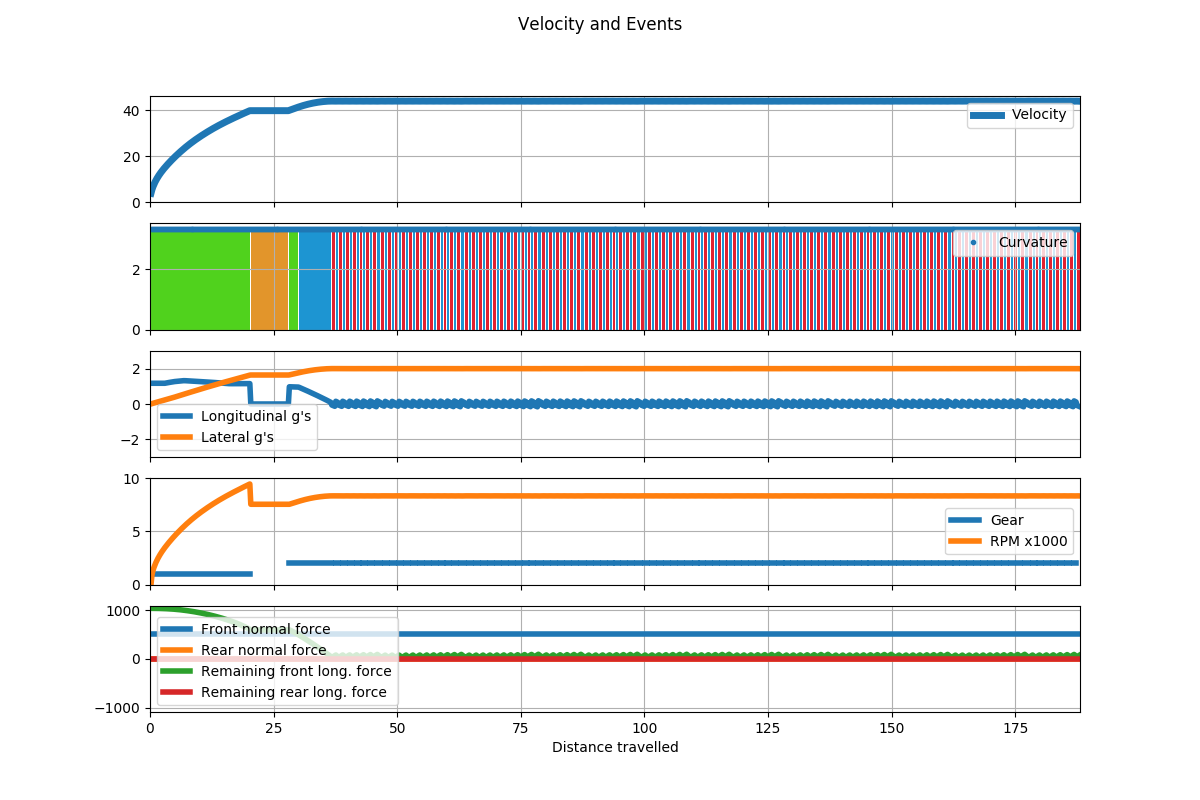 Velocity and Events
40
20
0
Velocity
2
0
Curvature
2
0
−2
Longitudinal g's
Lateral g's
10
5
0
Gear
RPM x1000
1000
0
−1000
Front normal force
Rear normal force
Remaining front long. force
Remaining rear long. force
0 25 50 75 100 125 150 175
Distance travelled